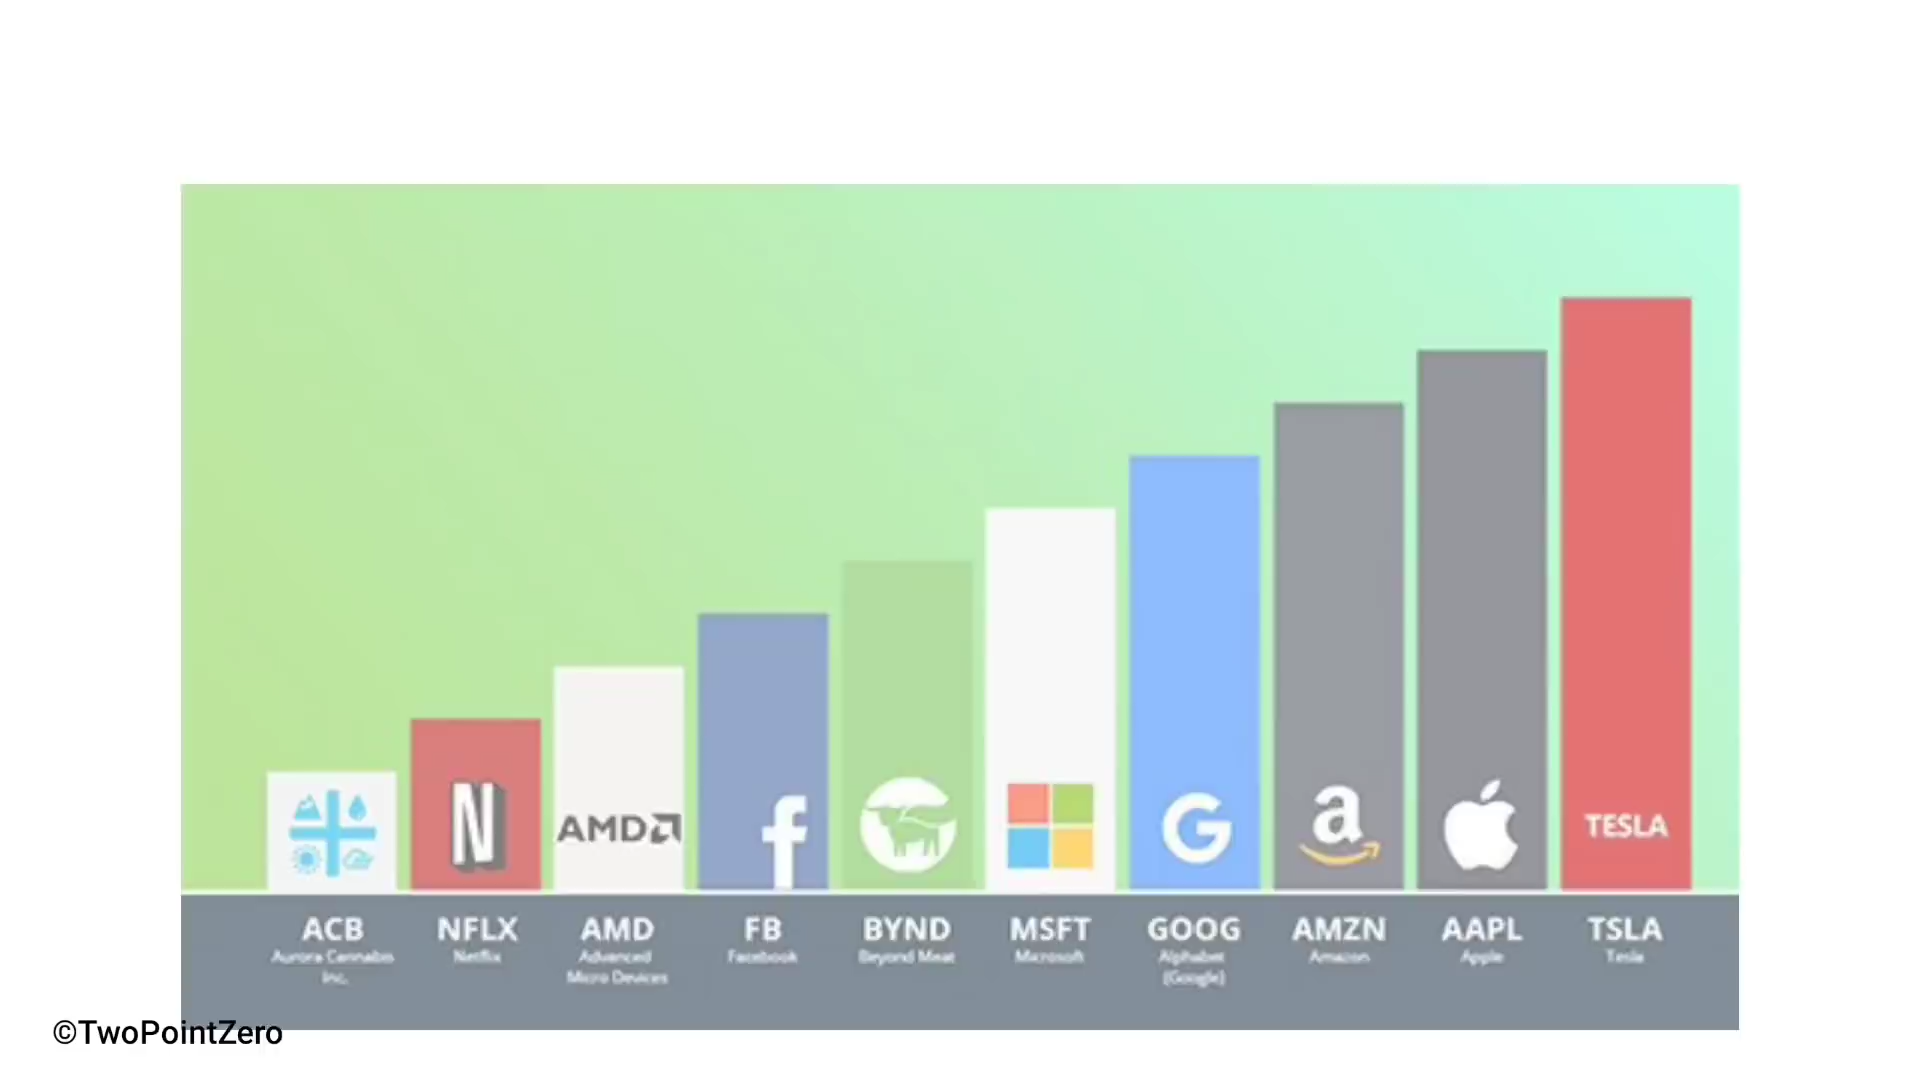 AMD
a
TESLA
ACB
Aurora Cannabis
Inc.
NFLX
Netflix
AMD
Advanced
Micro Devices
FB
Facebook
BYND
Beyond Meat
MSFT
Microsoft
GOOG
Alphabet
(Google)
AMZN
Amazon
AAPL
Apple
TSLA
Tesla
©TwoPointZero